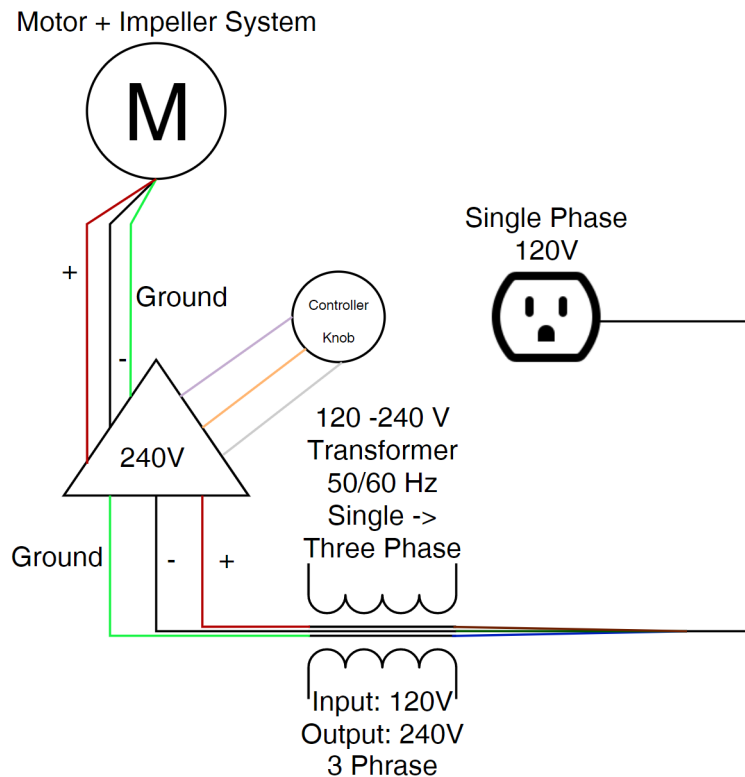 Motor + Impeller System
M
Single Phase
120V
+
Ground
Controller
Knob
-
120 -240 V
Transformer
50/60 Hz
Single ->
Three Phase
240V
Ground
-
+
Input: 120V
Output: 240V
3 Phrase